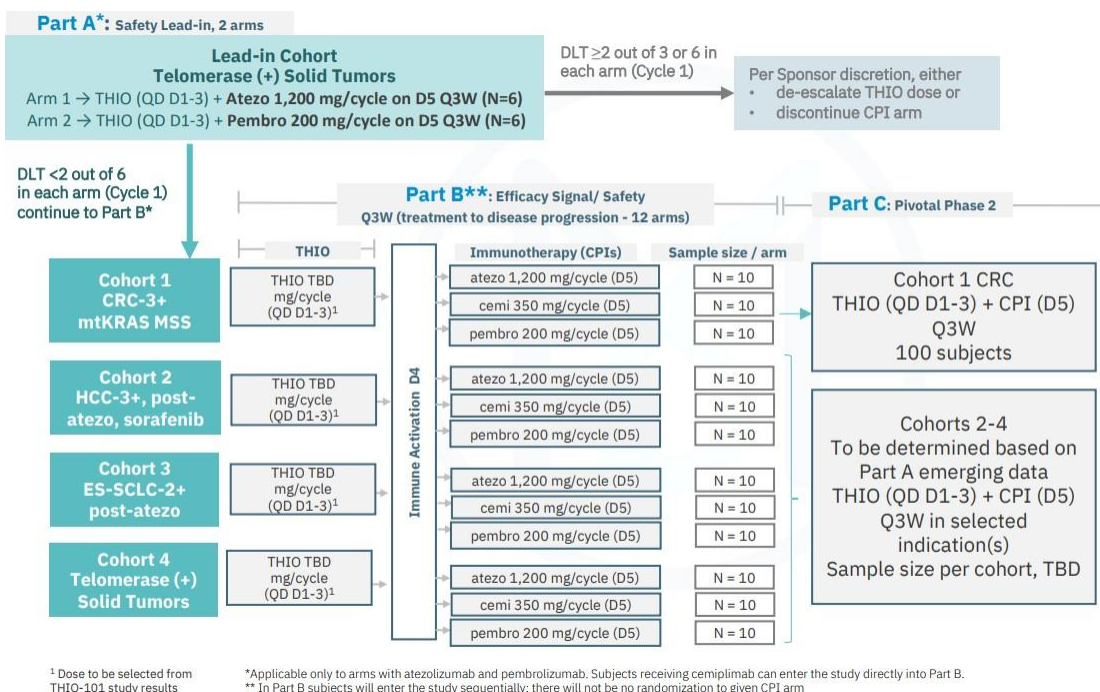 Part A*: Safety Lead-in, 2 arms
Lead-in Cohort
Telomerase (+) Solid Tumors
Arm 1 → THIO (QD D1-3) + Atezo 1,200 mg/cycle on D5 Q3W (N=6)
Arm 2 → THIO (QD D1-3) + Pembro 200 mg/cycle on D5 Q3W (N=6)
DLT ≥2 out of 3 or 6 in
each arm (Cycle 1)
Per Sponsor discretion, either
• de-escalate THIO dose or
• discontinue CPI arm
DLT <2 out of 6
in each arm (Cycle 1)
continue to Part B*
Part B**: Efficacy Signal/ Safety
Q3W (treatment to disease progression - 12 arms)
Part C: Pivotal Phase 2
THIO
Immunotherapy (CPIs)
Sample size / arm
Cohort 1
CRC-3+
mtKRAS MSS
THIO TBD
mg/cycle
(QD D1-3)¹
Immune Activation D4
atezo 1,200 mg/cycle (D5)
N = 10
cemi 350 mg/cycle (D5)
N = 10
pembro 200 mg/cycle (D5)
N = 10
Cohort 1 CRC
THIO (QD D1-3) + CPI (D5)
Q3W
100 subjects
Cohort 2
HCC-3+, post-
atezo, sorafenib
THIO TBD
mg/cycle
(QD D1-3)¹
atezo 1,200 mg/cycle (D5)
N = 10
cemi 350 mg/cycle (D5)
N = 10
pembro 200 mg/cycle (D5)
N = 10
Cohort 3
ES-SCLC-2+
post-atezo
THIO TBD
mg/cycle
(QD D1-3)¹
atezo 1,200 mg/cycle (D5)
N = 10
cemi 350 mg/cycle (D5)
N = 10
pembro 200 mg/cycle (D5)
N = 10
Cohort 4
Telomerase (+)
Solid Tumors
THIO TBD
mg/cycle
(QD D1-3)¹
atezo 1,200 mg/cycle (D5)
N = 10
cemi 350 mg/cycle (D5)
N = 10
pembro 200 mg/cycle (D5)
N = 10
Cohorts 2-4
To be determined based on
Part A emerging data
THIO (QD D1-3) + CPI (D5)
Q3W in selected
indication(s)
Sample size per cohort, TBD
¹ Dose to be selected from
THIO-101 study results
*Applicable only to arms with atezolizumab and pembrolizumab. Subjects receiving cemiplimab can enter the study directly into Part B.
** In Part B subjects will enter the study sequentially; there will not be no randomization to given CPI arm